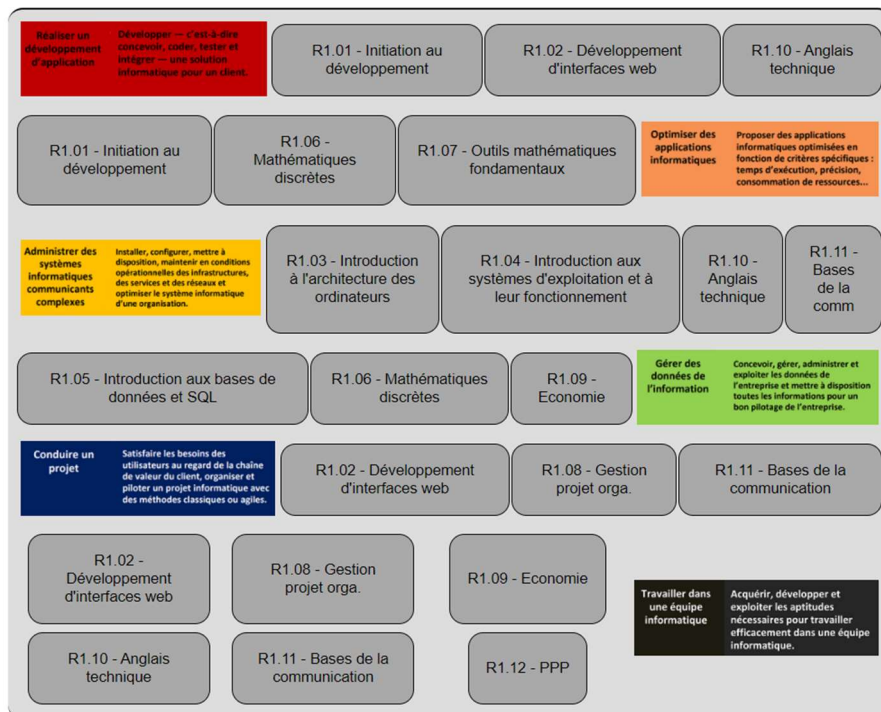 Réaliser un
développement
d'application
Développer — c'est-à-dire
concevoir, coder, tester et
intégrer — une solution
informatique pour un client.
R1.01 - Initiation au
développement
R1.02 - Développement
d'interfaces web
R1.10 - Anglais
technique
R1.01 - Initiation au
développement
R1.06 -
Mathématiques
discrètes
R1.07 - Outils mathématiques
fondamentaux
Optimiser des
applications
informatiques
Proposer des applications
informatiques optimisées en
fonction de critères spécifiques :
temps d'exécution, précision,
consommation de ressources...
Administrer des
systèmes
informatiques
communicants
complexes
Installer, configurer, mettre à
disposition, maintenir en conditions
opérationnelles des infrastructures,
des services et des réseaux et
optimiser le système informatique
d'une organisation.
R1.03 - Introduction
à l'architecture des
ordinateurs
R1.04 - Introduction aux
systèmes d'exploitation et à
leur fonctionnement
R1.10 -
Anglais
technique
R1.11 -
Bases
de la
comm
R1.05 - Introduction aux bases de
données et SQL
R1.06 - Mathématiques
discrètes
R1.09 -
Economie
Gérer des
données de
l'information
Concevoir, gérer, administrer et
exploiter les données de
l'entreprise et mettre à disposition
toutes les informations pour un
bon pilotage de l'entreprise.
Conduire un
projet
Satisfaire les besoins des
utilisateurs au regard de la chaîne
de valeur du client, organiser et
piloter un projet informatique avec
des méthodes classiques ou agiles.
R1.02 - Développement
d'interfaces web
R1.08 - Gestion
projet orga.
R1.11 - Bases de la
communication
R1.02 -
Développement
d'interfaces web
R1.08 - Gestion
projet orga.
R1.09 - Economie
Travailler dans
une équipe
informatique
Acquérir, développer et
exploiter les aptitudes
nécessaires pour travailler
efficacement dans une équipe
informatique.
R1.10 - Anglais
technique
R1.11 - Bases de la
communication
R1.12 - PPP